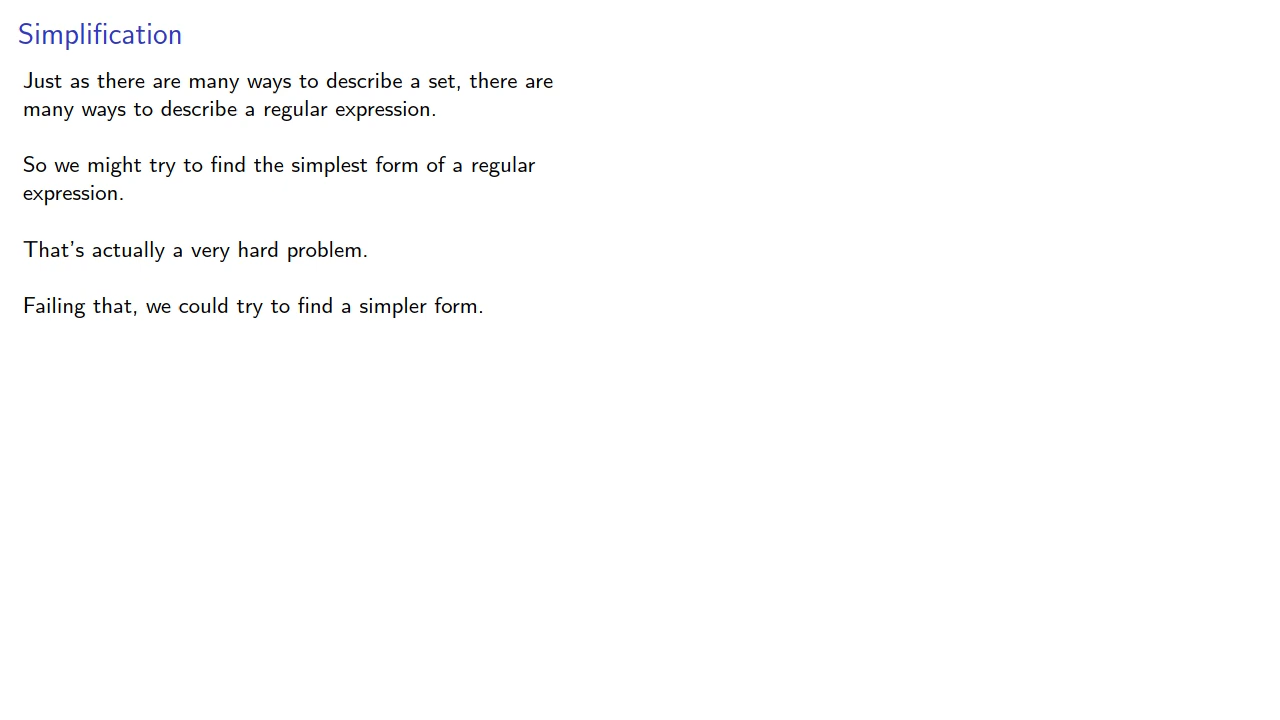 Simplification
Just as there are many ways to describe a set, there are
many ways to describe a regular expression.
So we might try to find the simplest form of a regular
expression.
That's actually a very hard problem.
Failing that, we could try to find a simpler form.